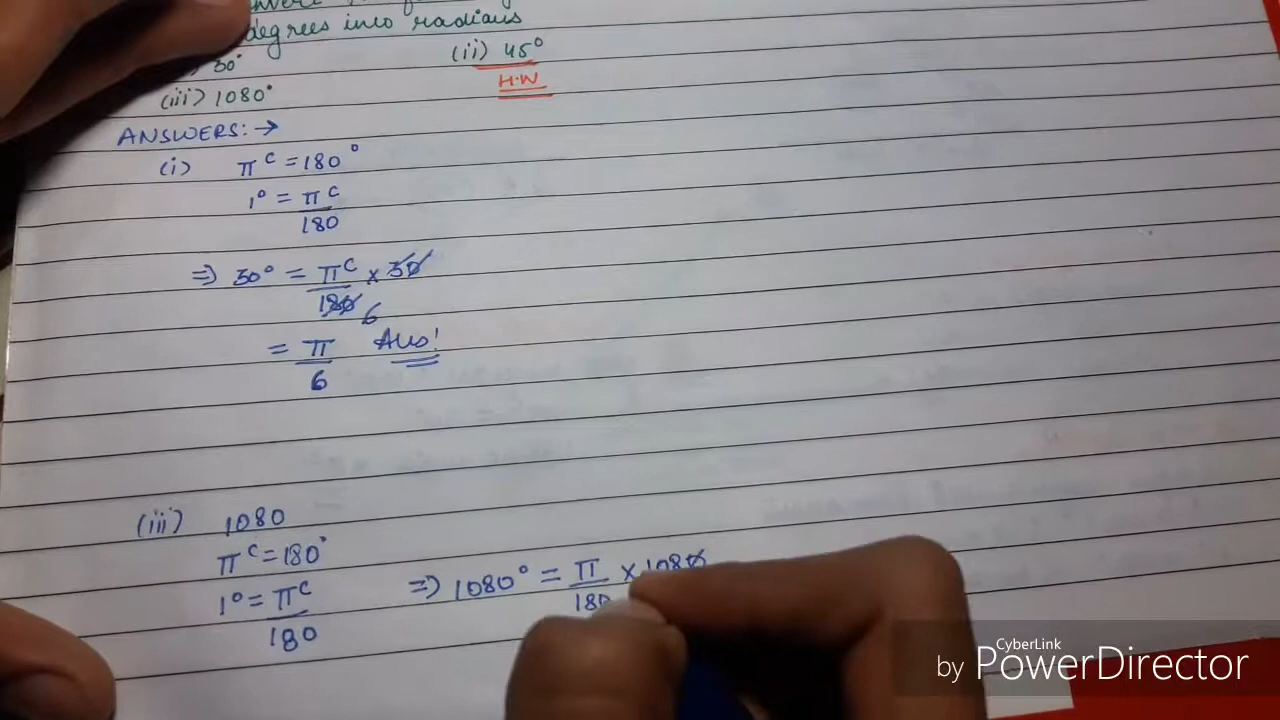 degrees into radians
30° (ii) 45°
H.W
(iii) 1080°
ANSWERS: →
(i) π^c = 180°
1° = π^c/180
⇒ 30° = π^c/180 × 30
6
= π/6 Ans!
(iii) 1080
π^c = 180°
1° = π^c/180
⇒ 1080° = π/180 × 1080
CyberLink
by PowerDirector